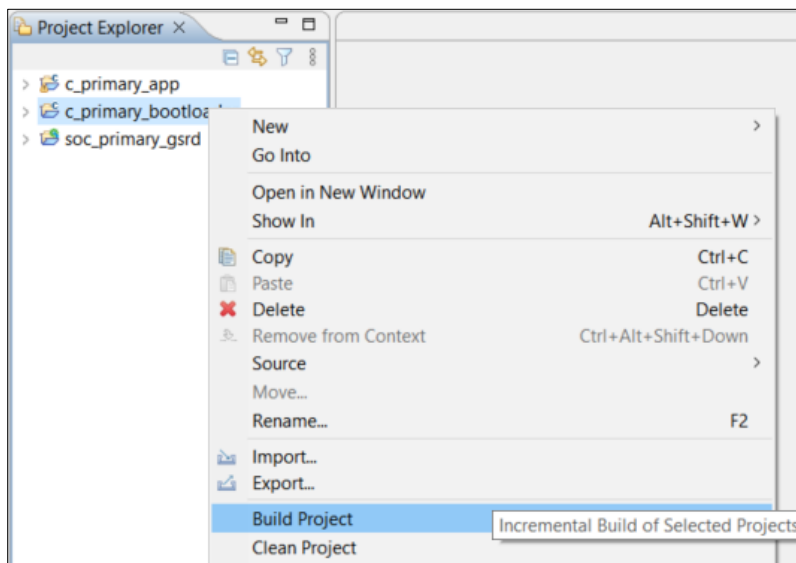 Project Explorer
c_primary_app
c_primary_bootloa
soc_primary_gsrd
New
Go Into
Open in New Window
Show In Alt+Shift+W
Copy Ctrl+C
Paste Ctrl+V
Delete Delete
Remove from Context Ctrl+Alt+Shift+Down
Source
Move...
Rename... F2
Import...
Export...
Build Project
Incremental Build of Selected Projects
Clean Project